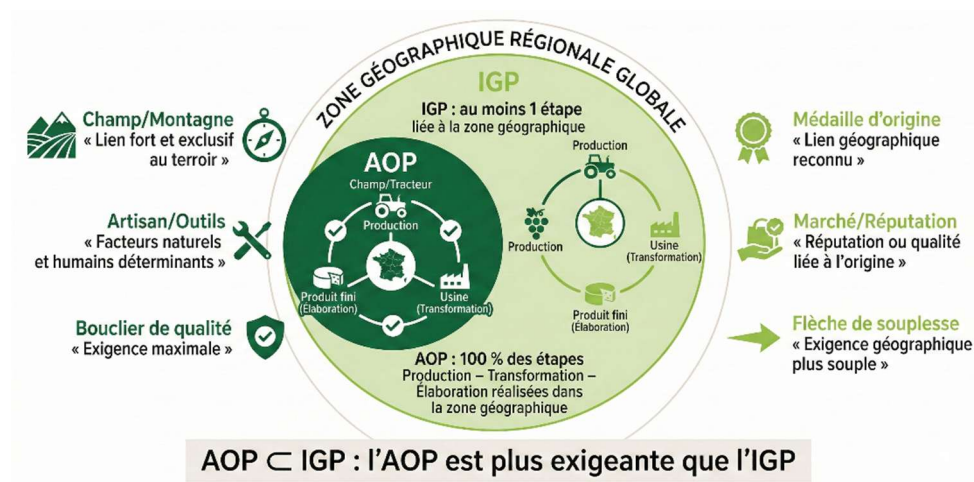 ZONE GÉOGRAPHIQUE RÉGIONALE GLOBALE
IGP
IGP : au moins 1 étape
liée à la zone géographique
Champ/Montagne
« Lien fort et exclusif
au terroir »
Artisan/Outils
« Facteurs naturels
et humains déterminants »
Bouclier de qualité
« Exigence maximale »
AOP
Champ/Tracteur
Production
Produit fini
(Élaboration)
Usine
(Transformation)
Production
Production
Usine
(Transformation)
Produit fini
(Élaboration)
AOP : 100 % des étapes
Production – Transformation –
Élaboration réalisées dans
la zone géographique
Médaille d'origine
« Lien géographique
reconnu »
Marché/Réputation
« Réputation ou qualité
liée à l'origine »
Flèche de souplesse
« Exigence géographique
plus souple »
AOP ⊂ IGP : l'AOP est plus exigeante que l'IGP